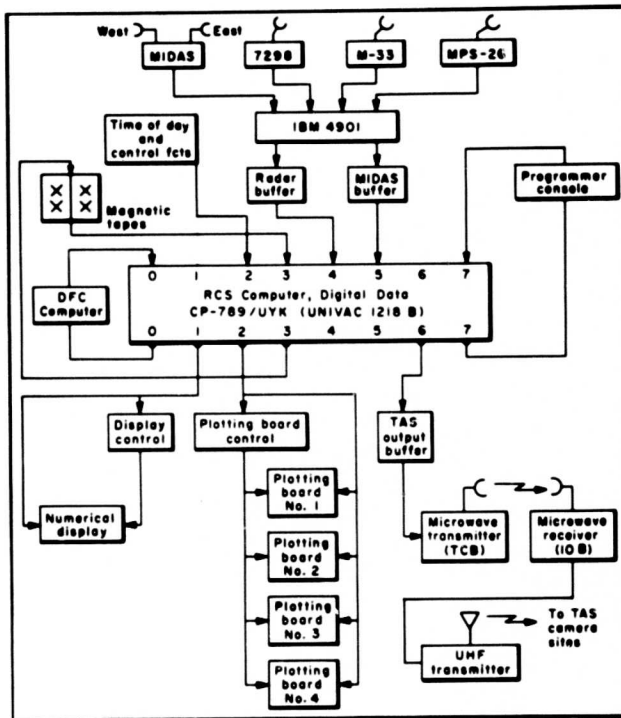 West East
MIDAS 7298 M-33 MPS-26
IBM 4901
Time of day
and
control fcts
Radar
buffer
MIDAS
buffer
Programmer
console
Magnetic
tapes
0 1 2 3 4 5 6 7
RCS Computer, Digital Data
CP-789/UYK (UNIVAC 1218 B)
0 1 2 3 4 5 6 7
DFC
Computer
Display
control
Plotting board
control
TAS
output
buffer
Numerical
display
Plotting
board
No. 1
Plotting
board
No. 2
Plotting
board
No. 3
Plotting
board
No. 4
Microwave
transmitter
(TCB)
Microwave
receiver
(IOB)
To TAS
camera
sites
UHF
transmitter